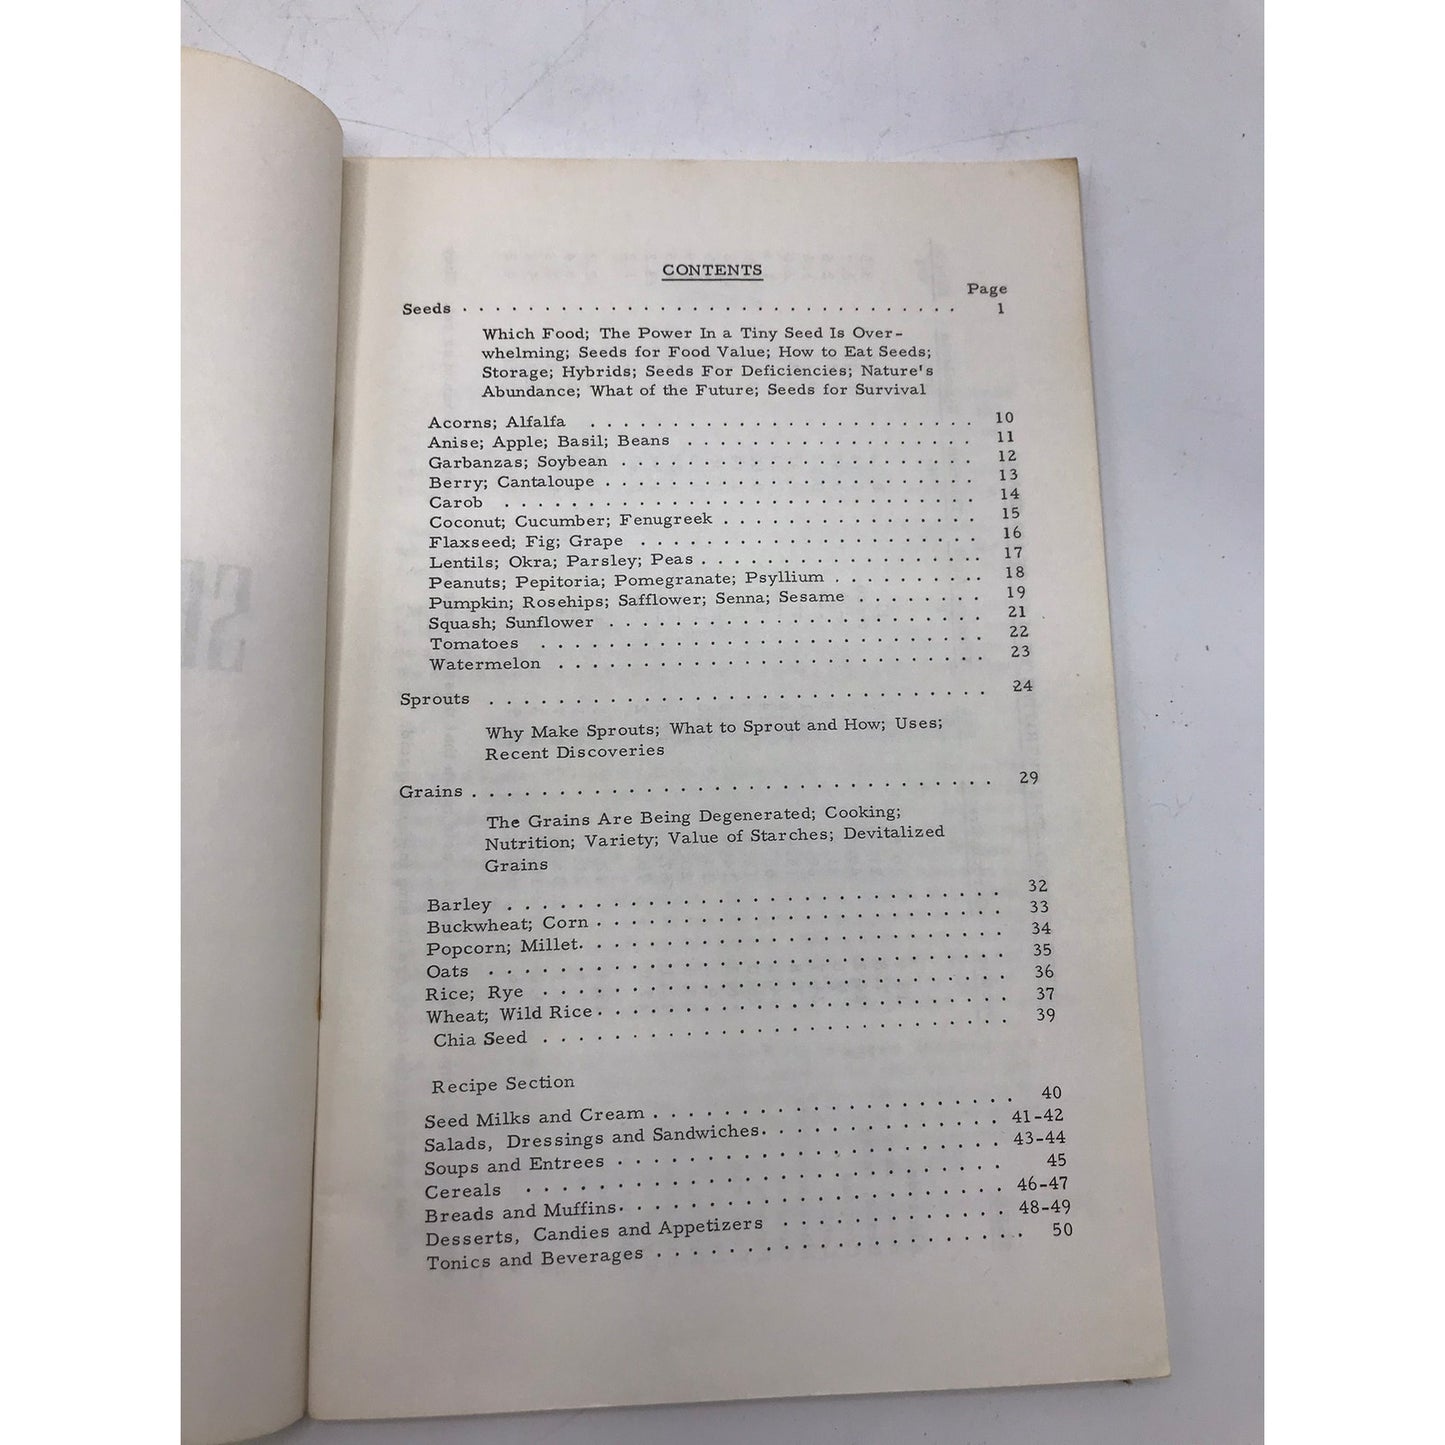 CONTENTS
Page
Seeds . . . . . . . . . . . . . . . . . . . . . . . . . . . . . . . 1
Which Food; The Power In a Tiny Seed Is Over-
whelming; Seeds for Food Value; How to Eat Seeds;
Storage; Hybrids; Seeds For Deficiencies; Nature's
Abundance; What of the Future; Seeds for Survival
Acorns; Alfalfa . . . . . . . . . . . . . . . . . . . . . . . . 10
Anise; Apple; Basil; Beans . . . . . . . . . . . . . . . . . . 11
Garbanzas; Soybean . . . . . . . . . . . . . . . . . . . . . . 12
Berry; Cantaloupe . . . . . . . . . . . . . . . . . . . . . . . 13
Carob . . . . . . . . . . . . . . . . . . . . . . . . . . . . . 14
Coconut; Cucumber; Fenugreek . . . . . . . . . . . . . . . . 15
Flaxseed; Fig; Grape . . . . . . . . . . . . . . . . . . . . . 16
Lentils; Okra; Parsley; Peas . . . . . . . . . . . . . . . . . 17
Peanuts; Pepitoria; Pomegranate; Psyllium . . . . . . . . . 18
Pumpkin; Rosehips; Safflower; Senna; Sesame . . . . . . . . 19
Squash; Sunflower . . . . . . . . . . . . . . . . . . . . . . . 21
Tomatoes . . . . . . . . . . . . . . . . . . . . . . . . . . . 22
Watermelon . . . . . . . . . . . . . . . . . . . . . . . . . . 23
Sprouts . . . . . . . . . . . . . . . . . . . . . . . . . . . . . . 24
Why Make Sprouts; What to Sprout and How; Uses;
Recent Discoveries
Grains . . . . . . . . . . . . . . . . . . . . . . . . . . . . . . . 29
The Grains Are Being Degenerated; Cooking;
Nutrition; Variety; Value of Starches; Devitalized
Grains
Barley . . . . . . . . . . . . . . . . . . . . . . . . . . . . . 32
Buckwheat; Corn . . . . . . . . . . . . . . . . . . . . . . . . 33
Popcorn; Millet . . . . . . . . . . . . . . . . . . . . . . . . 34
Oats . . . . . . . . . . . . . . . . . . . . . . . . . . . . . . 35
Rice; Rye . . . . . . . . . . . . . . . . . . . . . . . . . . . 36
Wheat; Wild Rice . . . . . . . . . . . . . . . . . . . . . . . 37
Chia Seed . . . . . . . . . . . . . . . . . . . . . . . . . . . 39
Recipe Section
Seed Milks and Cream . . . . . . . . . . . . . . . . . . . . . 40
Salads, Dressings and Sandwiches . . . . . . . . . . . . . . 41-42
Soups and Entrees . . . . . . . . . . . . . . . . . . . . . . 43-44
Cereals . . . . . . . . . . . . . . . . . . . . . . . . . . . . 45
Breads and Muffins . . . . . . . . . . . . . . . . . . . . . . 46-47
Desserts, Candies and Appetizers . . . . . . . . . . . . . 48-49
Tonics and Beverages . . . . . . . . . . . . . . . . . . . . . 50